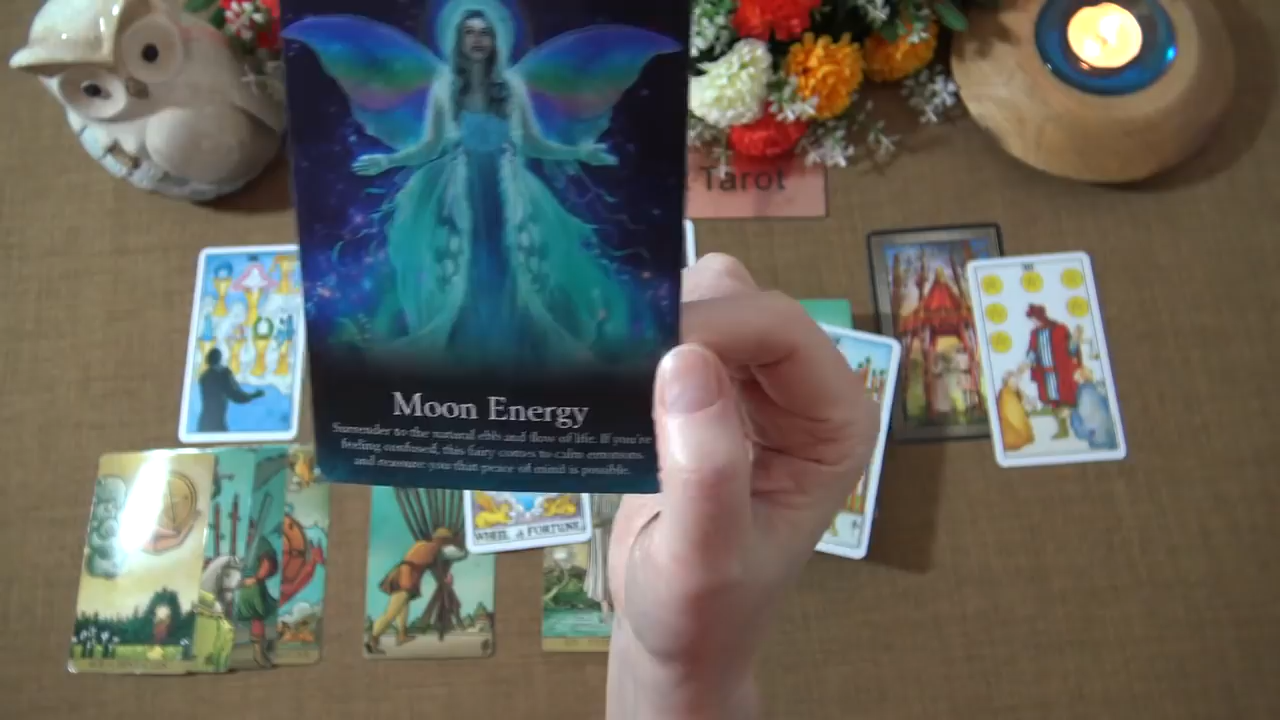 Tarot
Moon Energy
Surrender to the natural ebb and flow of life. If you're
feeling confused, this fairy comes to calm emotions
and reassure you that peace of mind is possible.
WHEEL of FORTUNE.